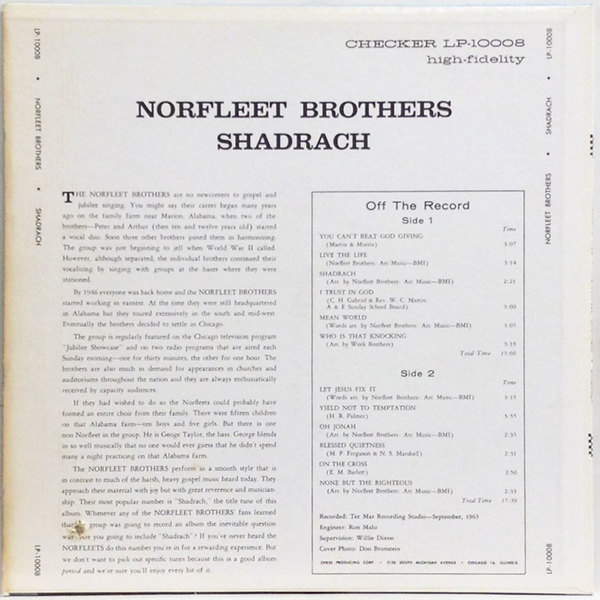 CHECKER LP-10008
high-fidelity
NORFLEET BROTHERS
SHADRACH
THE NORFLEET BROTHERS are no newcomers to gospel and
jubilee singing. You might say their career began many years
ago on the family farm near Marion, Alabama, when two of the
brothers—Peter and Arthur (then ten and twelve years old) started
a vocal duo. Soon three other brothers joined them in harmonizing.
The group was just beginning to jell when World War II called.
However, although separated, the individual brothers continued their
vocalizing by singing with groups at the bases where they were
stationed.
By 1946 everyone was back home and the NORFLEET BROTHERS
started working in earnest. At the time they were still headquartered
in Alabama but they toured extensively in the south and mid-west.
Eventually the brothers decided to settle in Chicago.
The group is regularly featured on the Chicago television program
"Jubilee Showcase" and on two radio programs that are aired each
Sunday morning—one for thirty minutes, the other for one hour. The
brothers are also much in demand for appearances in churches and
auditoriums throughout the nation and they are always enthusiatically
received by capacity audiences.
If they had wished to do so the Norfleets could probably have
formed an entire choir from their family. There were fifteen children
on that Alabama farm—ten boys and five girls. But there is one
non Norfleet in the group. He is Geoge Taylor, the bass. George blends
in so well musically that no one would ever guess that he didn't spend
many a night practicing on that Alabama farm.
The NORFLEET BROTHERS perform in a smooth style that is
in contrast to much of the harsh, heavy gospel music heard today. They
approach their material with joy but with great reverence and musician-
ship. Their most popular number is "Shadrach," the title tune of this
album. Whenever any of the NORFLEET BROTHERS' fans learned
that group was going to record an album the inevitable question
you going to include "Shadrach"? If you've never heard the
NORFLEETS do this number you're in for a rewarding experience. But
we don't want to pick out specific tunes because this is a good album
period and we're sure you'll enjoy every bit of it.
Off The Record
Side 1
Time
YOU CAN'T BEAT GOD GIVING
(Martin & Morris) 3:07
LIVE THE LIFE
(Norfleet Brothers: Arc Music—BMI) 3:14
SHADRACH
(Arr. by Norfleet Brothers: Arc Music—BMI) 2:21
I TRUST IN GOD
(C. H. Gabriel & Rev. W. C. Martin:
A & E Sunday School Board) 3:00
MEAN WORLD
(Words arr. by Norfleet Brothers: Arc Music—BMI) 3:05
WHO IS THAT KNOCKING
(Arr. by Work Brothers) 3:15
Total Time
Side 2
Time
LET JESUS FIX IT
(Words arr. by Norfleet Brothers: Arc Music—BMI) 3:15
YIELD NOT TO TEMPTATION
(H. R. Palmer) 3:55
OH JONAH
(Arr. by Norfleet Brothers: Arc Music—BMI) 2:35
BLESSED QUIETNESS
(M. P. Ferguson & N. S. Marshall) 2:31
ON THE CROSS
(E. M. Barlett) 2:50
NONE BUT THE RIGHTEOUS
(Arr. by Norfleet Brothers: Arc Music—BMI) 2:33
Total Time 17:39
Recorded: Ter Mar Recording Studio—September, 1963
Engineer: Ron Malo
Supervision: Willie Dixon
Cover Photo: Don Bronstein
CHESS PRODUCING CORP. • 2120 SOUTH MICHIGAN AVENUE • CHICAGO 16, ILLINOIS
LP-10008 • NORFLEET BROTHERS • SHADRACH LP-10008
LP-10008 NORFLEET BROTHERS • SHADRACH • LP-10008